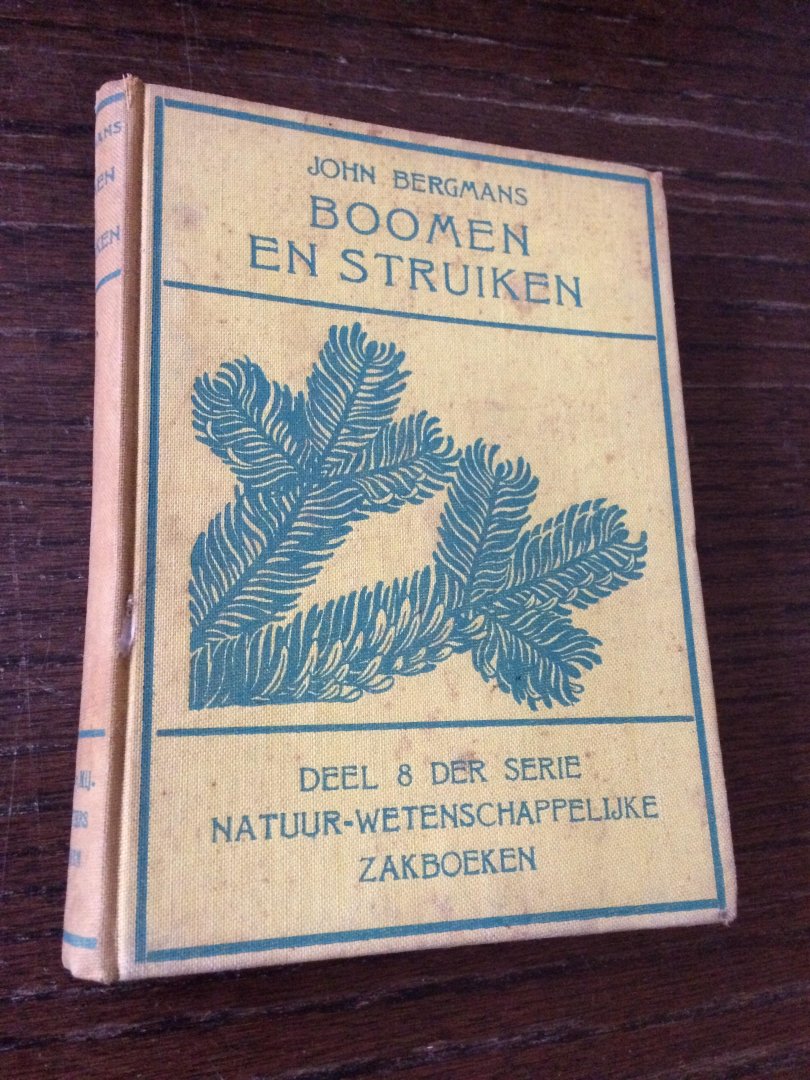 JOHN BERGMANS
BOOMEN
EN STRUIKEN
DEEL 8 DER SERIE
NATUUR-WETENSCHAPPELIJKE
ZAKBOEKEN